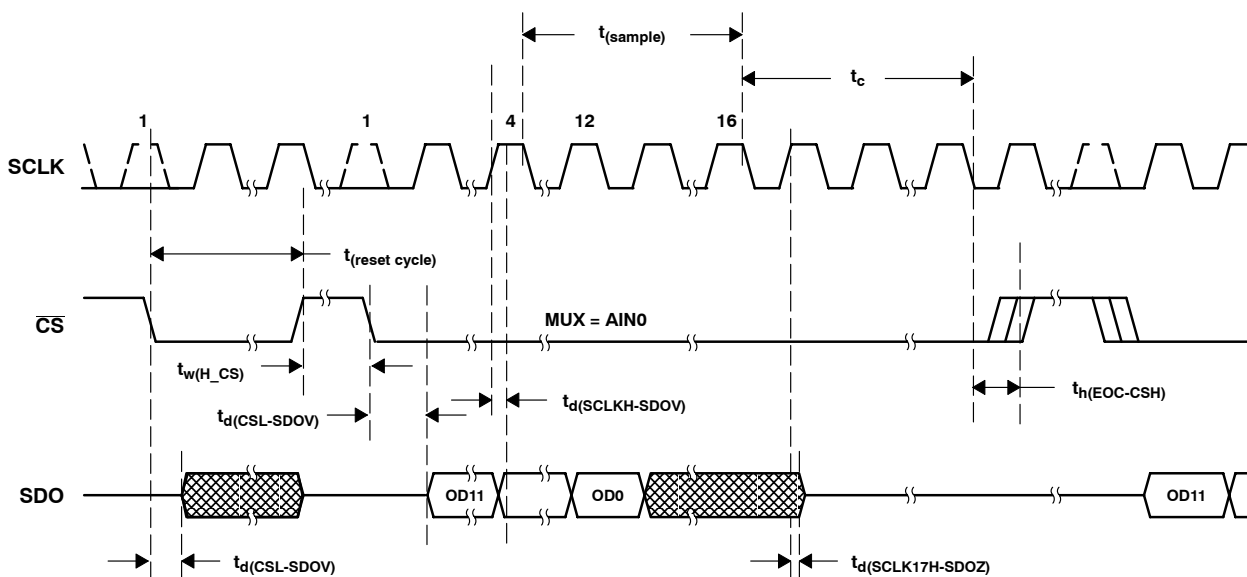 t(sample)
tc
1 1 4 12 16
SCLK
t(reset cycle)
CS
MUX = AIN0
tw(H_CS)
td(SCLKH-SDOV)
th(EOC-CSH)
td(CSL-SDOV)
SDO
OD11 OD0 OD11
td(CSL-SDOV)
td(SCLK17H-SDOZ)